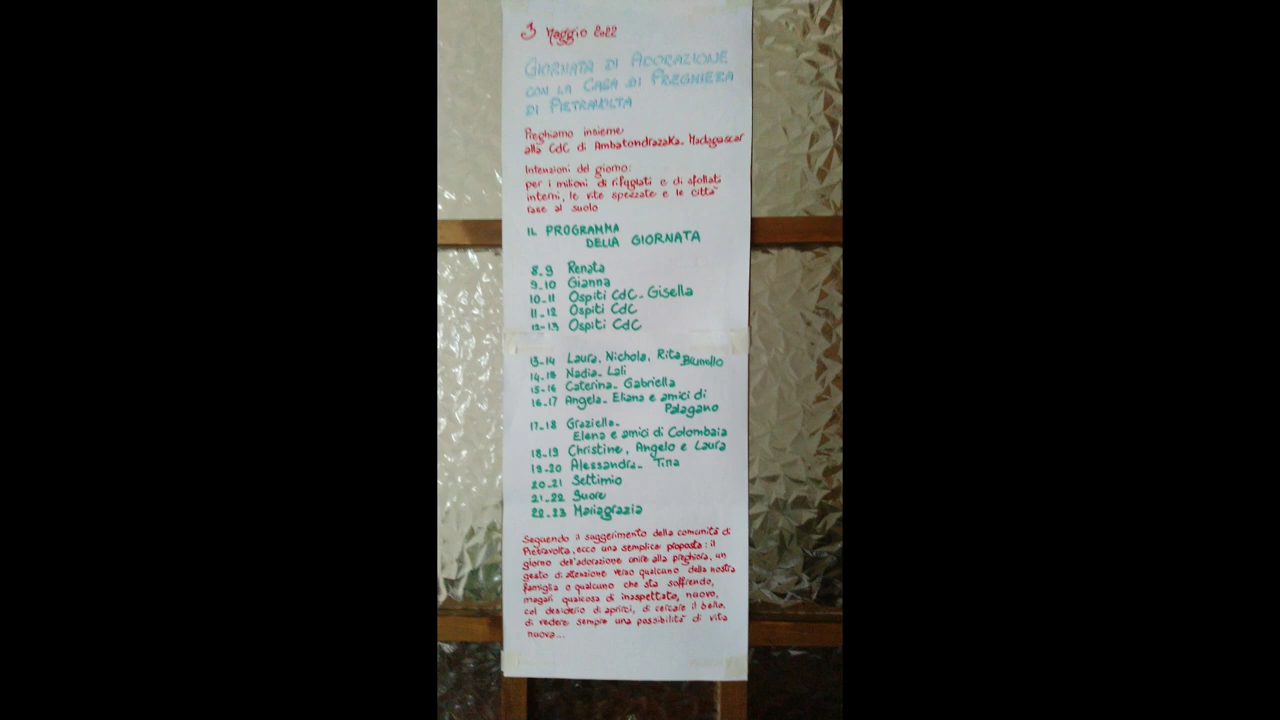 3 Maggio 2022
GIORNATA DI ADORAZIONE
CON LA CASA DI PREGHIERA
DI PIETRAVOLTA
Preghiamo insieme
alla CdC di Ambatondrazaka - Madagascar
Intenzioni del giorno:
per i milioni di rifugiati e di sfollati
interni, le vite spezzate e le città
rase al suolo
IL PROGRAMMA
DELLA GIORNATA
8-9 Renata
9-10 Gianna
10-11 Ospiti CdC - Gisella
11-12 Ospiti CdC
12-13 Ospiti CdC
13-14 Laura, Nichola, Rita Brunello
14-15 Nadia - Lali
15-16 Caterina - Gabriella
16-17 Angela - Eliana e amici di
Palagano
17-18 Graziella -
Elena e amici di Colombaia
18-19 Christine, Angelo e Laura
19-20 Alessandra - Tina
20-21 Settimio
21-22 Suore
22-23 Mariagrazia
Seguendo il suggerimento della comunità di
Pietravolta, ecco una semplice proposta: il
giorno dell'adorazione unire alla preghiera, un
gesto di attenzione verso qualcuno della nostra
famiglia o qualcuno che sta soffrendo,
magari qualcosa di inaspettato, nuovo,
col desiderio di aprirci, di cercare il bello,
di vedere sempre una possibilità di vita
nuova...